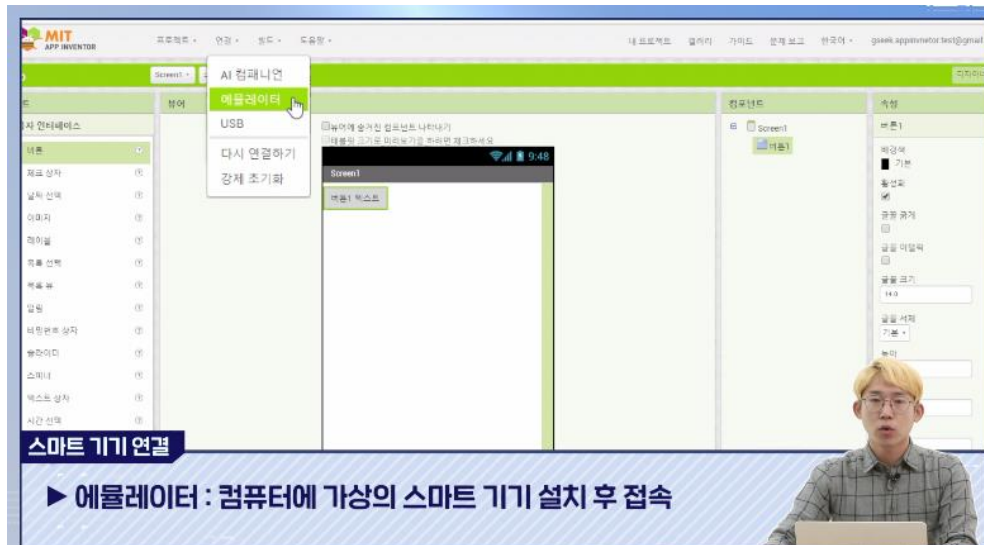 MIT
APP INVENTOR
프로젝트 연결 빌드 도움말
내 프로젝트 갤러리 가이드 문제 보고 한국어
Screen1
AI 컴패니언
에뮬레이터
USB
다시 연결하기
강제 초기화
뷰어
뷰어에 숨겨진 컴포넌트 나타내기
9:48
Screen1
버튼1 텍스트
컴포넌트
Screen1
버튼1
속성
버튼1
배경색
기본
활성화
글꼴 굵게
글꼴 이탤릭
글꼴 크기
14.0
글꼴 서체
기본
높이
버튼
체크 상자
날짜 선택
이미지
레이블
목록 선택
목록 뷰
알림
비밀번호 상자
슬라이더
스피너
텍스트 상자
시간 선택
스마트 기기 연결
▶ 에뮬레이터 : 컴퓨터에 가상의 스마트 기기 설치 후 접속